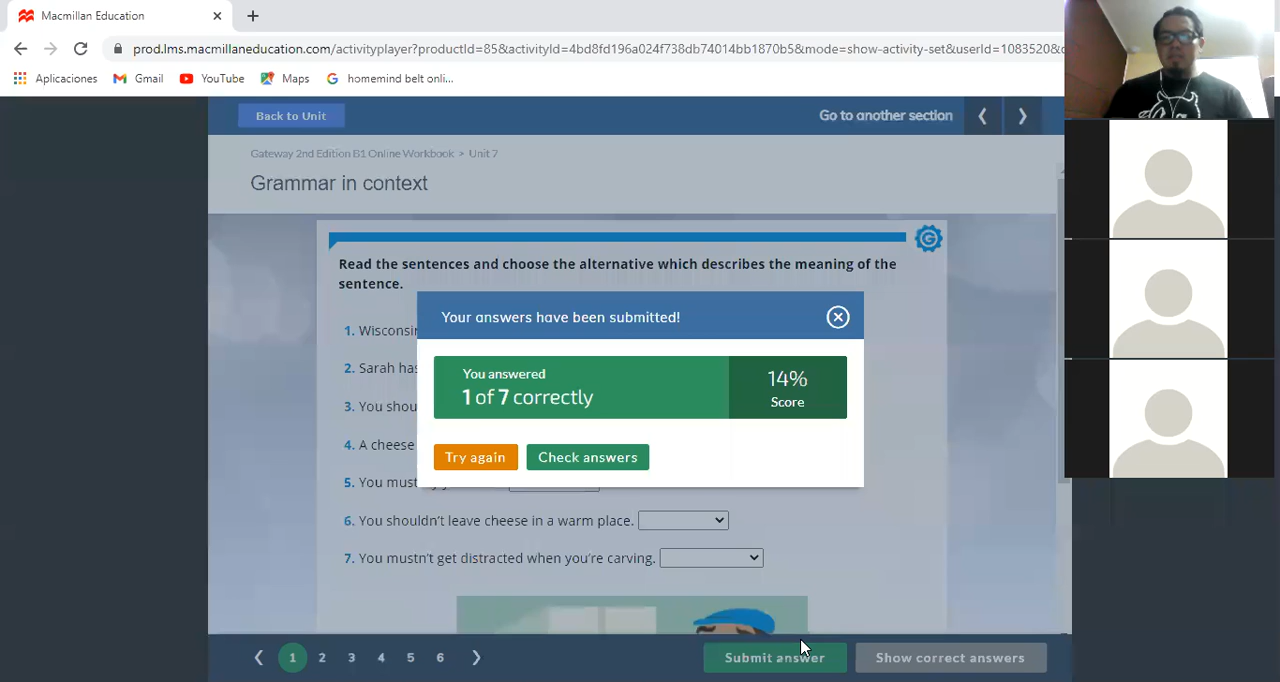 Macmillan Education
prod.lms.macmillaneducation.com/activityplayer?productId=85&activityId=4bd8fd196a024f738db74014bb1870b5&mode=show-activity-set&userId=1083520&
Aplicaciones Gmail YouTube Maps homemind belt onli...
Back to Unit Go to another section
Gateway 2nd Edition B1 Online Workbook > Unit 7
Grammar in context
Read the sentences and choose the alternative which describes the meaning of the
sentence.
1. Wisconsin
2. Sarah has
3. You shou
4. A cheese
5. You must
6. You shouldn't leave cheese in a warm place.
7. You mustn't get distracted when you're carving.
Your answers have been submitted!
You answered
1 of 7 correctly
14%
Score
Try again Check answers
1 2 3 4 5 6
Submit answer Show correct answers